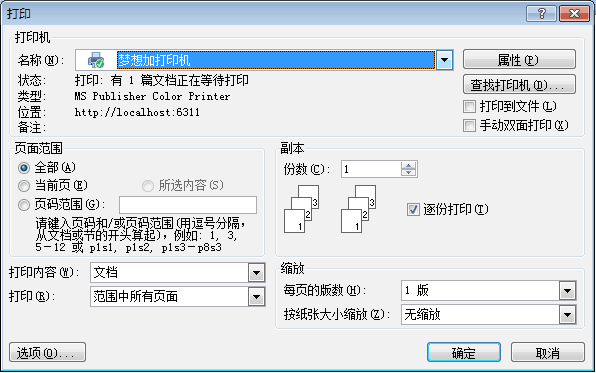 打印
打印机
名称(N): 梦想加打印机 属性(P)
状态: 打印: 有 1 篇文档正在等待打印 查找打印机(D)...
类型: MS Publisher Color Printer
位置: http://localhost:6311 打印到文件(L)
备注: 手动双面打印(X)
页面范围
全部(A)
当前页(E) 所选内容(S)
页码范围(G):
请键入页码和/或页码范围(用逗号分隔，
从文档或节的开头算起)，例如: 1, 3,
5-12 或 p1s1, p1s2, p1s3-p8s3
副本
份数(C): 1
3 3
2 2
1 1
逐份打印(T)
打印内容(W): 文档
打印(R): 范围中所有页面
缩放
每页的版数(H): 1 版
按纸张大小缩放(Z): 无缩放
选项(O)... 确定 取消